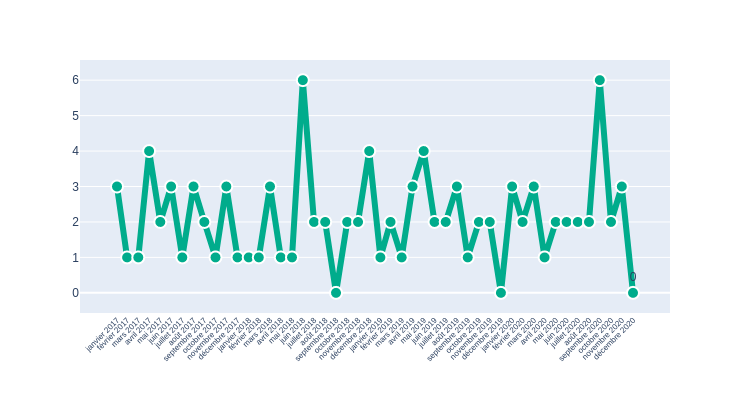 6
5
4
3
2
1
0
0
janvier 2017
février 2017
mars 2017
avril 2017
mai 2017
juin 2017
juillet 2017
août 2017
septembre 2017
octobre 2017
novembre 2017
décembre 2017
janvier 2018
février 2018
mars 2018
avril 2018
mai 2018
juin 2018
juillet 2018
août 2018
septembre 2018
octobre 2018
novembre 2018
décembre 2018
janvier 2019
février 2019
mars 2019
avril 2019
mai 2019
juin 2019
juillet 2019
août 2019
septembre 2019
octobre 2019
novembre 2019
décembre 2019
janvier 2020
février 2020
mars 2020
avril 2020
mai 2020
juin 2020
juillet 2020
août 2020
septembre 2020
octobre 2020
novembre 2020
décembre 2020